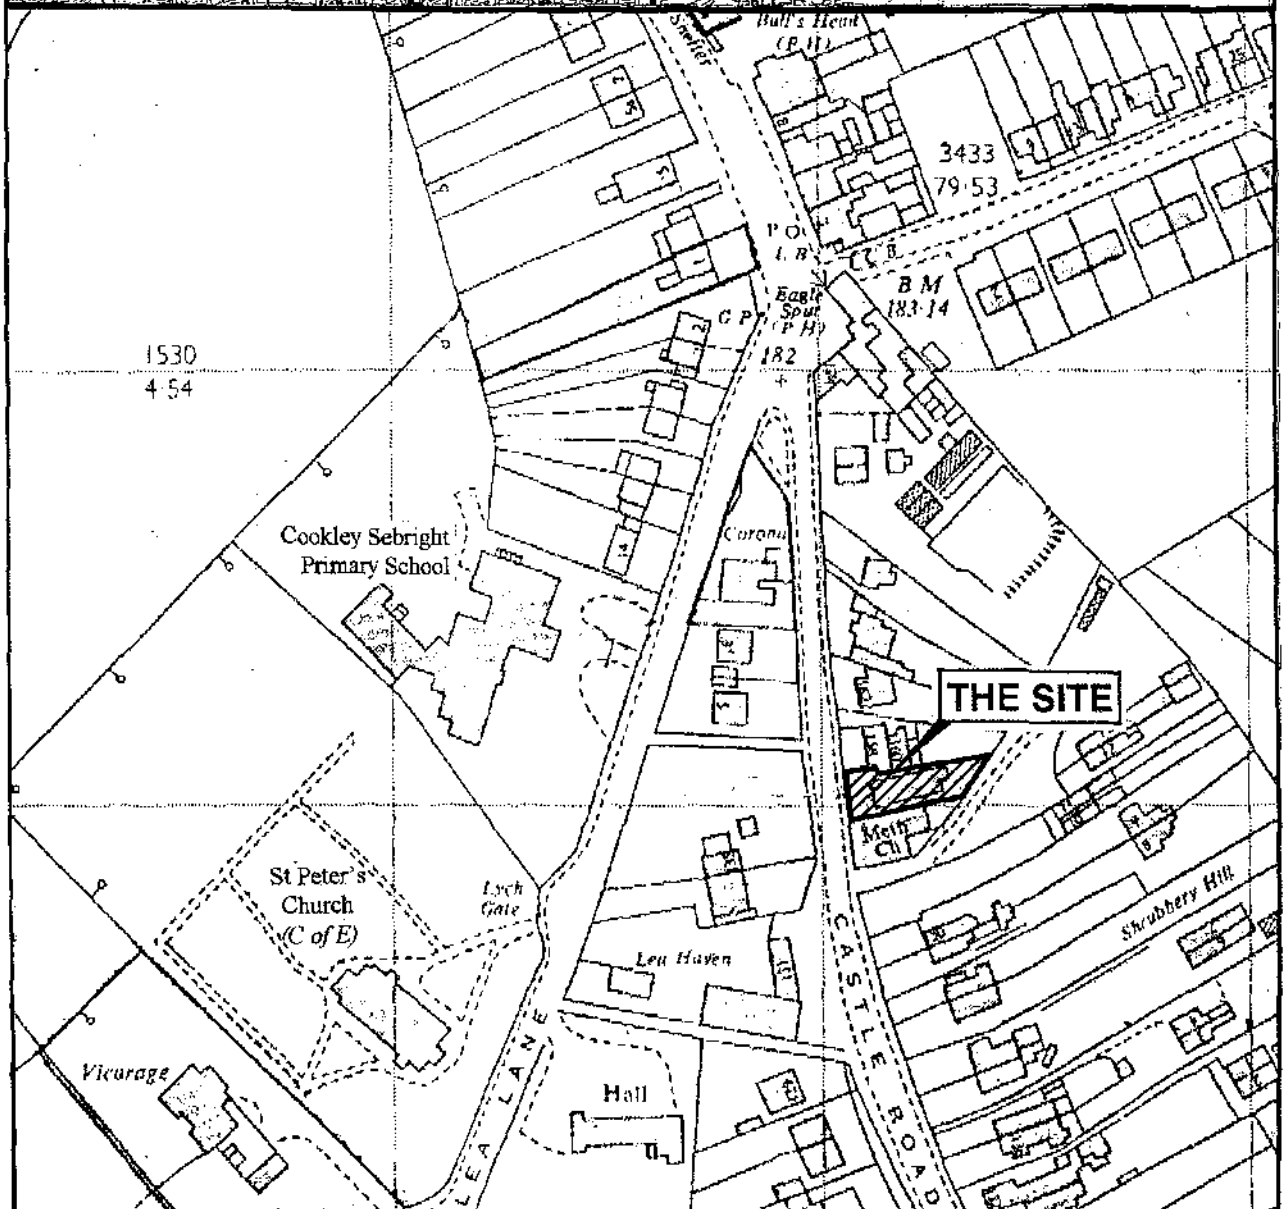 Shelter
Bull's Head
(P H)
3433
79·53
P O
L B
B M
183·14
Eagle
Spur
(P H)
G P
182
1530
4·54
Cookley Sebright
Primary School
14
Corona
5
THE SITE
Meth
Ch
St Peter's
Church
(C of E)
Lych
Gate
Lea Haven
Shrubbery Hill
CASTLE ROAD
Vicarage
Hall
LEA LANE